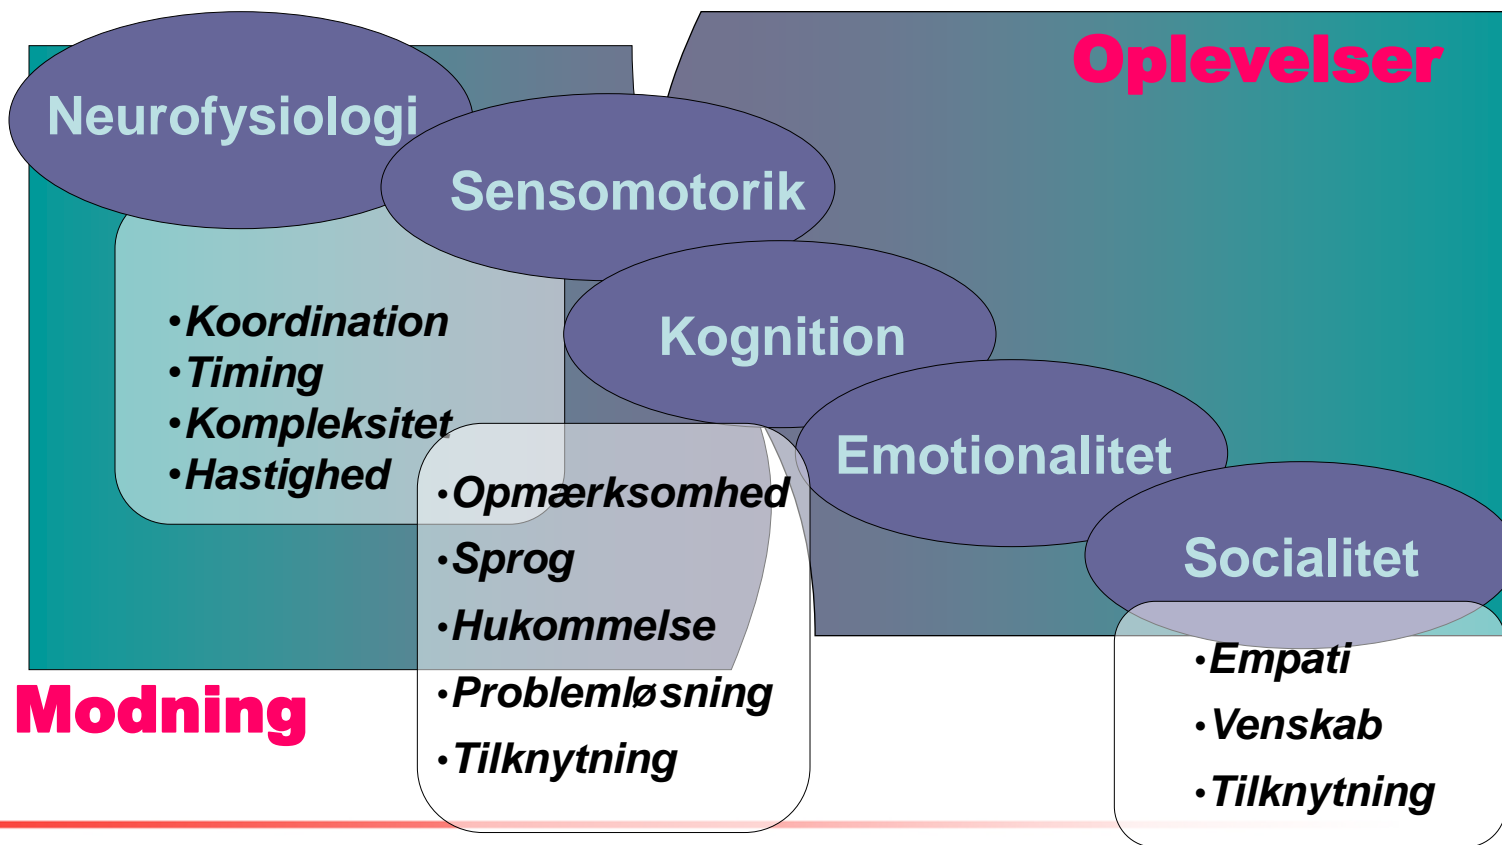 Oplevelser
Neurofysiologi
Sensomotorik
Kognition
Emotionalitet
Socialitet
•Koordination
•Timing
•Kompleksitet
•Hastighed
•Opmærksomhed
•Sprog
•Hukommelse
•Problemløsning
•Tilknytning
•Empati
•Venskab
•Tilknytning
Modning